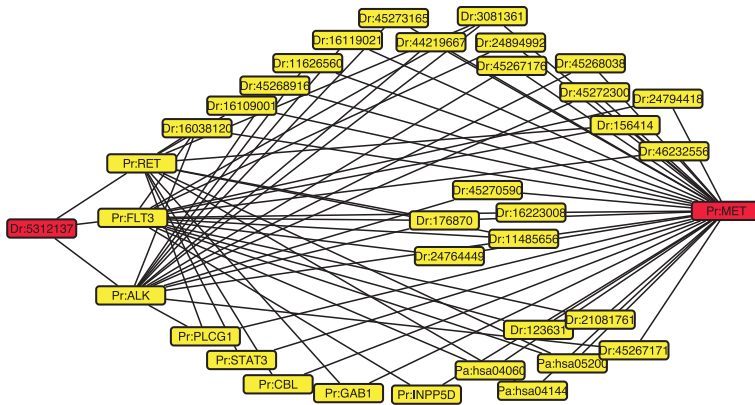 Dr:45273165
Dr:3081361
Dr:16119021
Dr:44219667
Dr:24894992
Dr:11626560
Dr:45267176
Dr:45268038
Dr:45268916
Dr:45272300
Dr:24794418
Dr:16109001
Dr:16038120
Dr:156414
Dr:46232556
Pr:RET
Dr:45270590
Dr:5312137
Pr:FLT3
Dr:176870
Dr:16223008
Pr:MET
Dr:11485656
Dr:24764449
Pr:ALK
Dr:21081761
Dr:123631
Pr:PLCG1
Dr:45267171
Pr:STAT3
Pa:hsa05200
Pa:hsa04060
Pr:CBL
Pr:GAB1
Pr:INPP5D
Pa:hsa04144